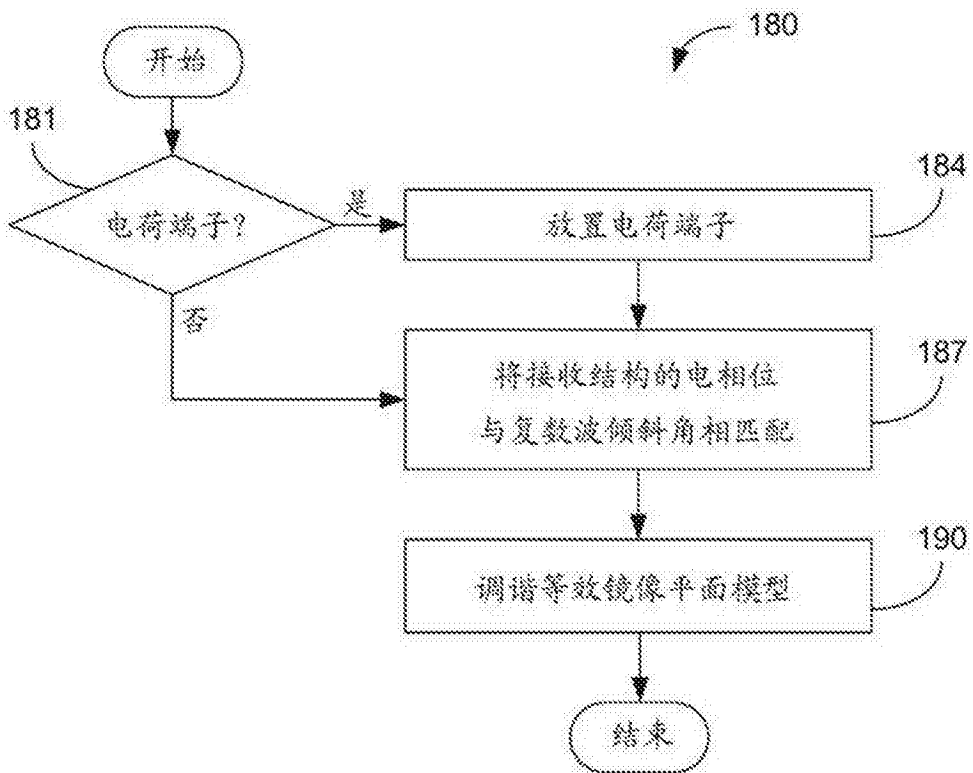 180
开始
181
电荷端子?
是
184
放置电荷端子
否
187
将接收结构的电相位
与复数波倾斜角相匹配
190
调谐等效镜像平面模型
结束